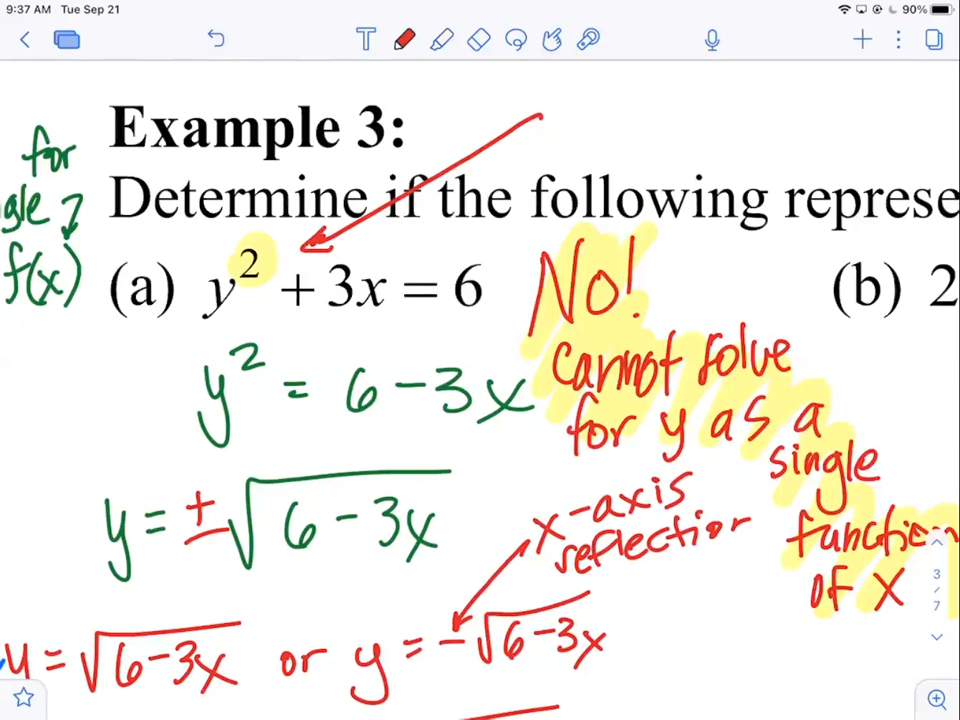 9:37 AM Tue Sep 21
90%
Example 3:
for
Determine if the following represe
gle
f(x)
(a) y² + 3x = 6
No!
(b) 2
cannot solve
for y as a
single
function
of x
y² = 6 - 3x
y = ±√(6 - 3x)
x-axis
reflection
y = √(6-3x) or y = -√(6-3x)
3
/
7